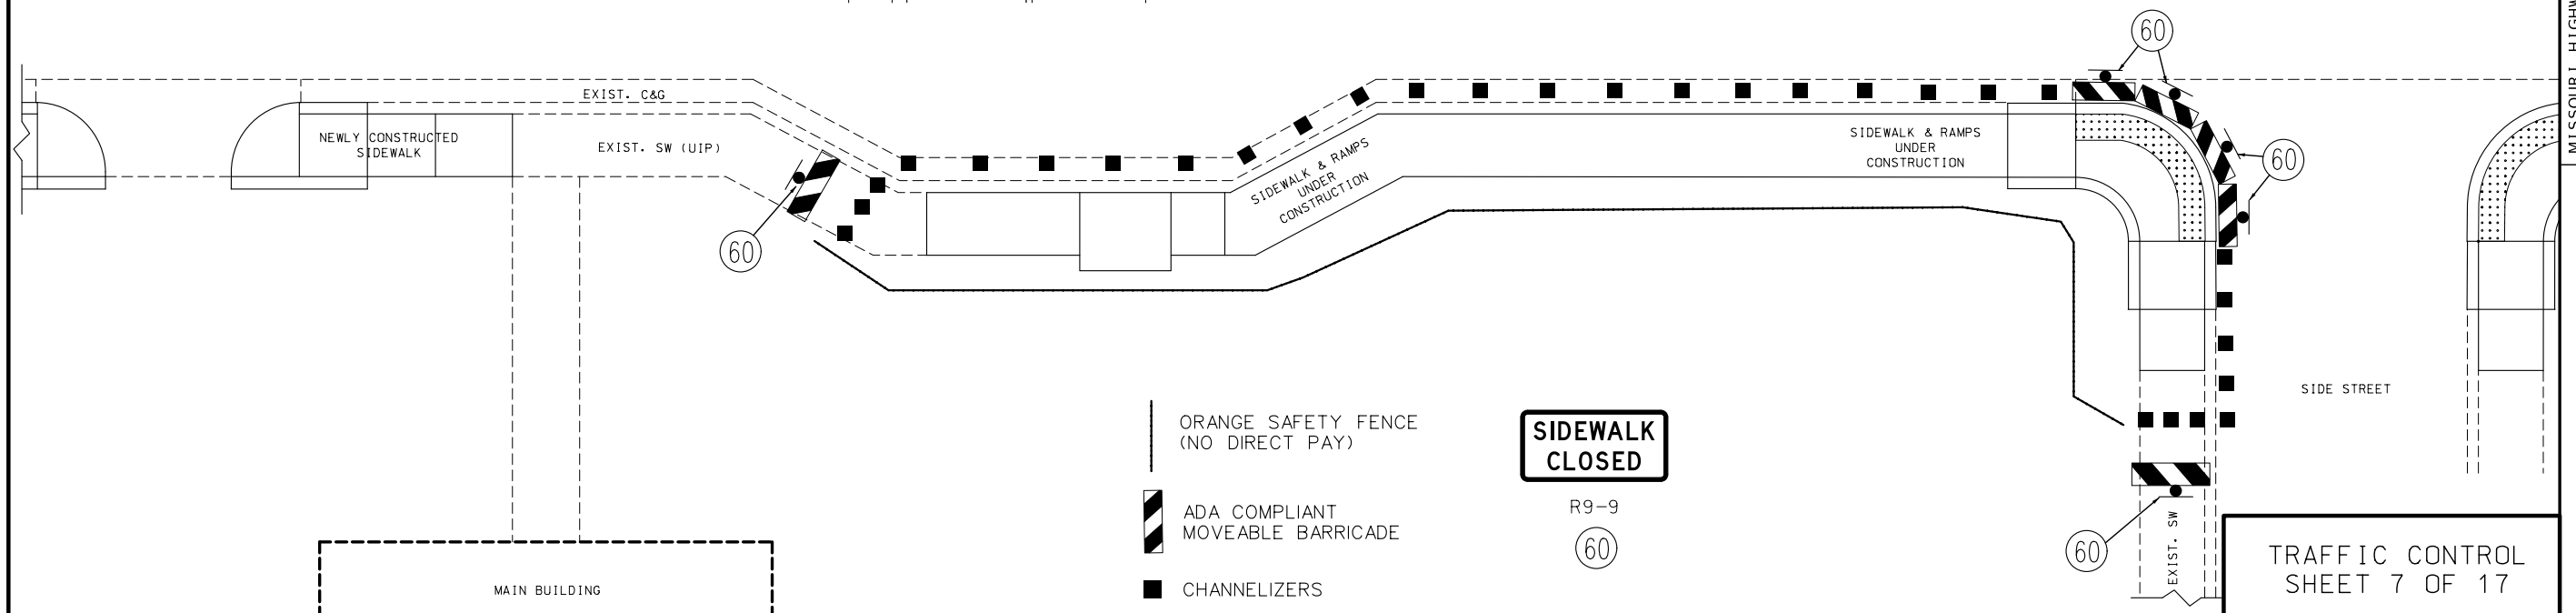 MISSOURI HIGHW
60
EXIST. C&G
NEWLY CONSTRUCTED
SIDEWALK
EXIST. SW (UIP)
SIDEWALK & RAMPS
UNDER
CONSTRUCTION
SIDEWALK & RAMPS
UNDER
CONSTRUCTION
60
60
SIDE STREET
ORANGE SAFETY FENCE
(NO DIRECT PAY)
SIDEWALK
CLOSED
R9-9
60
ADA COMPLIANT
MOVEABLE BARRICADE
CHANNELIZERS
MAIN BUILDING
60
EXIST. SW
TRAFFIC CONTROL
SHEET 7 OF 17